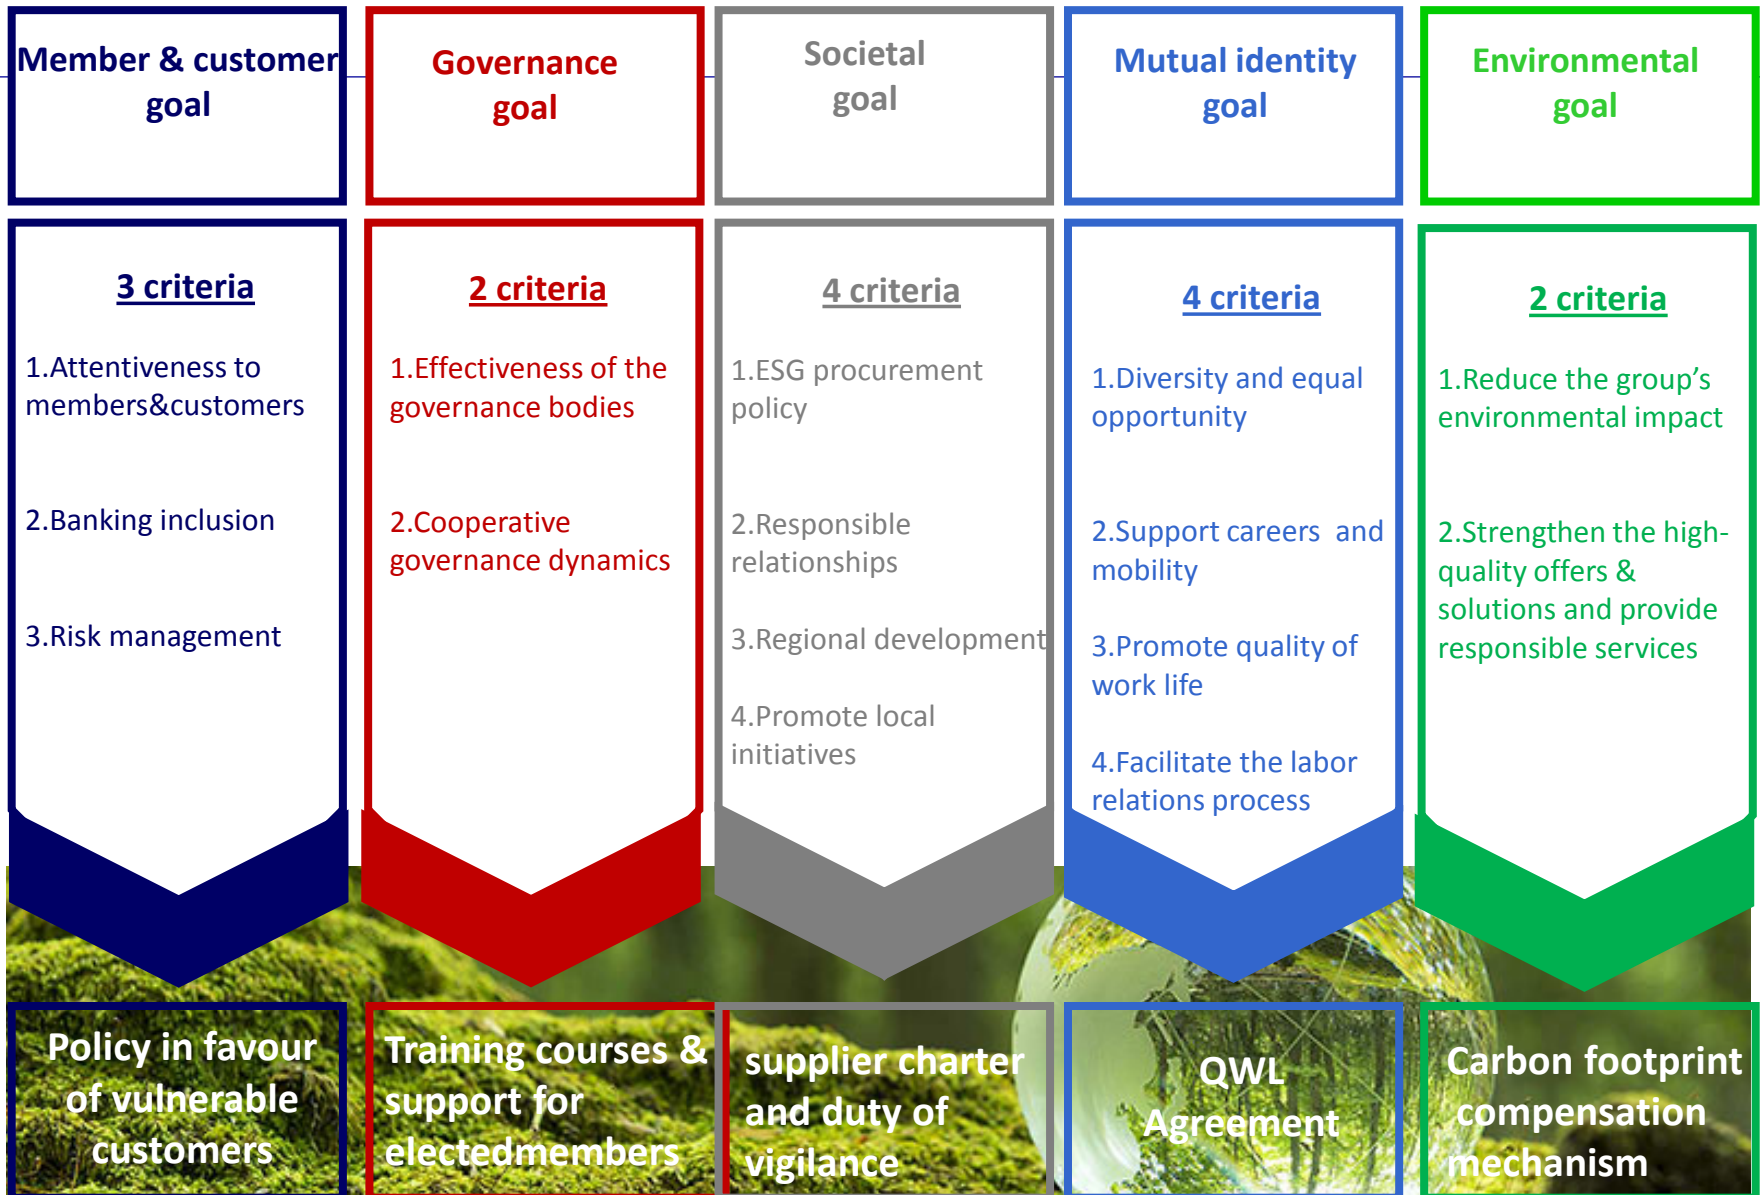 Member & customer
goal
Governance
goal
Societal
goal
Mutual identity
goal
Environmental
goal
3 criteria
1.Attentiveness to
members&customers
2.Banking inclusion
3.Risk management
2 criteria
1.Effectiveness of the
governance bodies
2.Cooperative
governance dynamics
4 criteria
1.ESG procurement
policy
2.Responsible
relationships
3.Regional development
4.Promote local
initiatives
4 criteria
1.Diversity and equal
opportunity
2.Support careers  and
mobility
3.Promote quality of
work life
4.Facilitate the labor
relations process
2 criteria
1.Reduce the group’s
environmental impact
2.Strengthen the high-
quality offers &
solutions and provide
responsible services
Policy in favour
of vulnerable
customers
Training courses &
support for
electedmembers
supplier charter
and duty of
vigilance
QWL
Agreement
Carbon footprint
compensation
mechanism